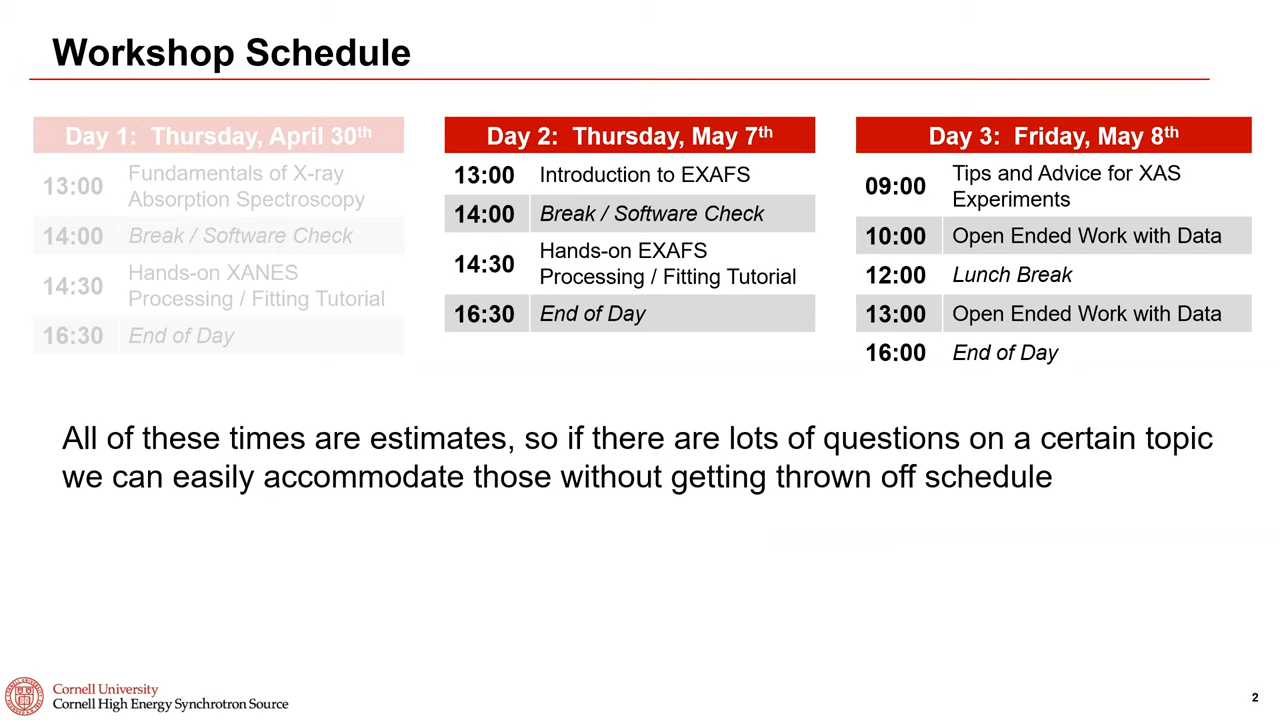 Workshop Schedule
Day 1: Thursday, April 30th
13:00 Fundamentals of X-ray
Absorption Spectroscopy
14:00 Break / Software Check
14:30 Hands-on XANES
Processing / Fitting Tutorial
16:30 End of Day
Day 2: Thursday, May 7th
13:00 Introduction to EXAFS
14:00 Break / Software Check
14:30 Hands-on EXAFS
Processing / Fitting Tutorial
16:30 End of Day
Day 3: Friday, May 8th
09:00 Tips and Advice for XAS
Experiments
10:00 Open Ended Work with Data
12:00 Lunch Break
13:00 Open Ended Work with Data
16:00 End of Day
All of these times are estimates, so if there are lots of questions on a certain topic
we can easily accommodate those without getting thrown off schedule
Cornell University
Cornell High Energy Synchrotron Source
2